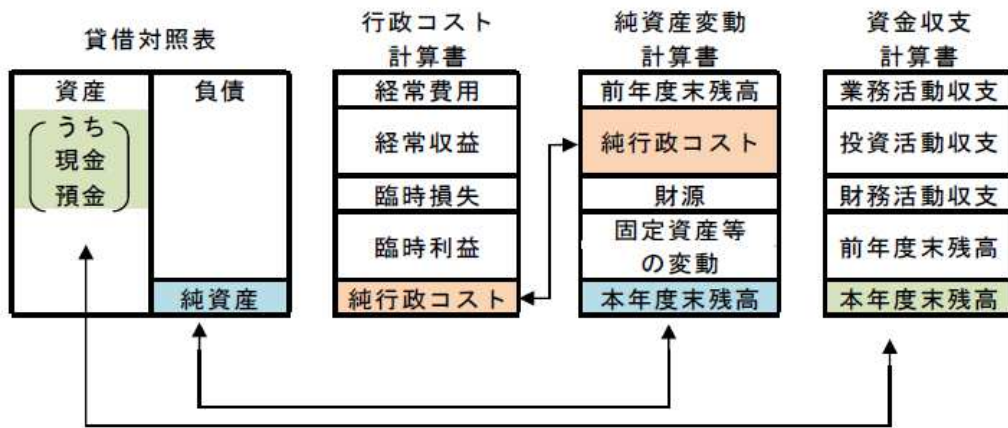 貸借対照表
資産
うち
現金
預金
負債
純資産
行政コスト
計算書
経常費用
経常収益
臨時損失
臨時利益
純行政コスト
純資産変動
計算書
前年度末残高
純行政コスト
財源
固定資産等
の変動
本年度末残高
資金収支
計算書
業務活動収支
投資活動収支
財務活動収支
前年度末残高
本年度末残高